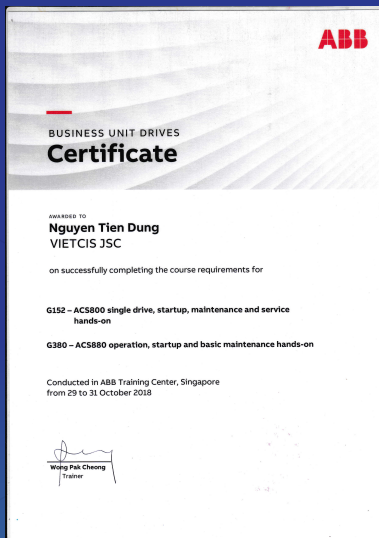 ABB
BUSINESS UNIT DRIVES
Certificate
AWARDED TO
Nguyen Tien Dung
VIETCIS JSC
on successfully completing the course requirements for
G152 – ACS800 single drive, startup, maintenance and service
hands-on
G380 – ACS880 operation, startup and basic maintenance hands-on
Conducted in ABB Training Center, Singapore
from 29 to 31 October 2018
Wong Pak Cheong
Trainer